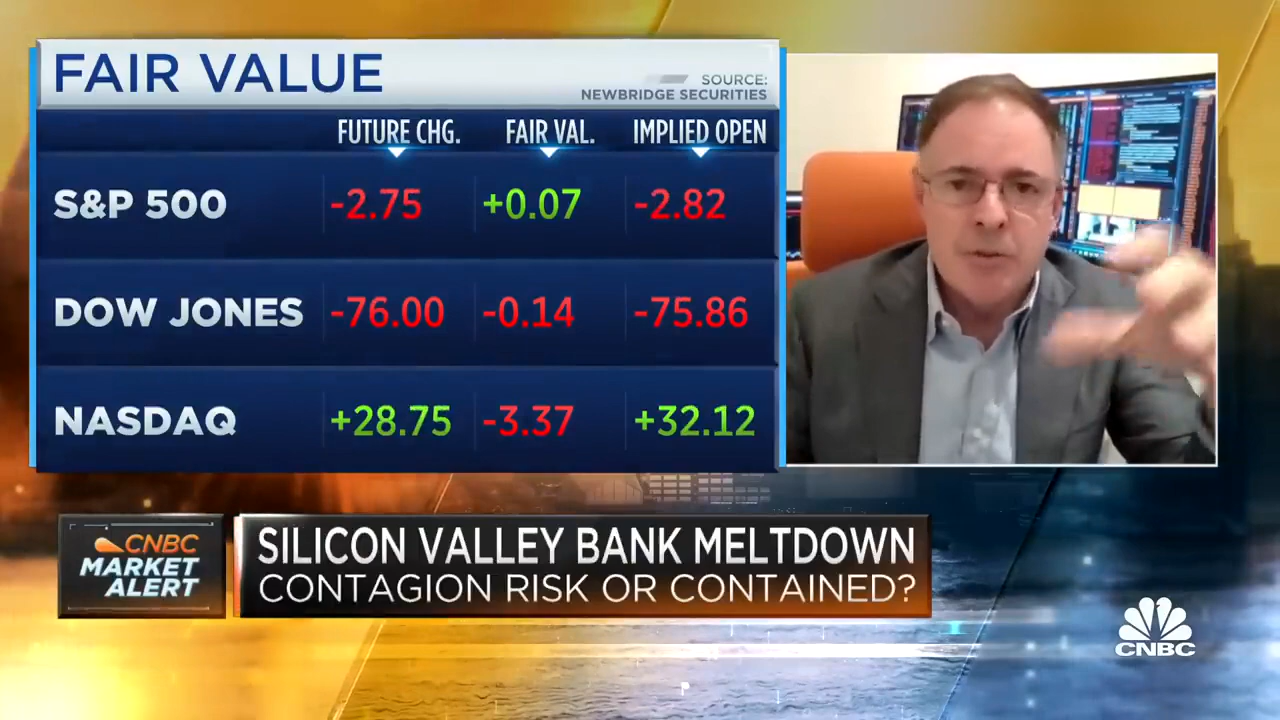 FAIR VALUE
SOURCE:
NEWBRIDGE SECURITIES
FUTURE CHG. FAIR VAL. IMPLIED OPEN
S&P 500 -2.75 +0.07 -2.82
DOW JONES -76.00 -0.14 -75.86
NASDAQ +28.75 -3.37 +32.12
CNBC
MARKET
ALERT
SILICON VALLEY BANK MELTDOWN
CONTAGION RISK OR CONTAINED?
CNBC